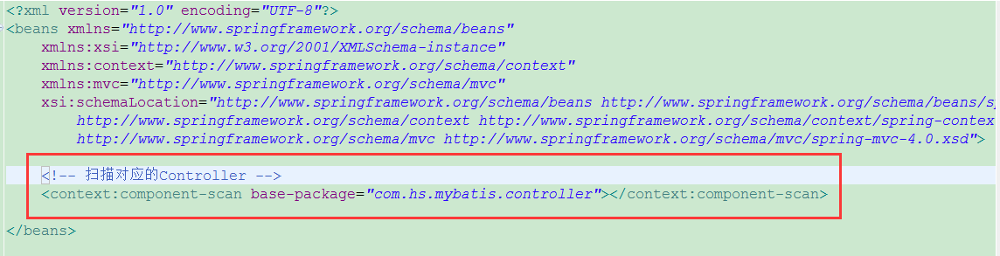 <?xml version="1.0" encoding="UTF-8"?>
<beans xmlns="http://www.springframework.org/schema/beans"
xmlns:xsi="http://www.w3.org/2001/XMLSchema-instance"
xmlns:context="http://www.springframework.org/schema/context"
xmlns:mvc="http://www.springframework.org/schema/mvc"
xsi:schemaLocation="http://www.springframework.org/schema/beans http://www.springframework.org/schema/beans/sp
http://www.springframework.org/schema/context http://www.springframework.org/schema/context/spring-contex
http://www.springframework.org/schema/mvc http://www.springframework.org/schema/mvc/spring-mvc-4.0.xsd">
<!-- 扫描对应的Controller -->
<context:component-scan base-package="com.hs.mybatis.controller"></context:component-scan>
</beans>